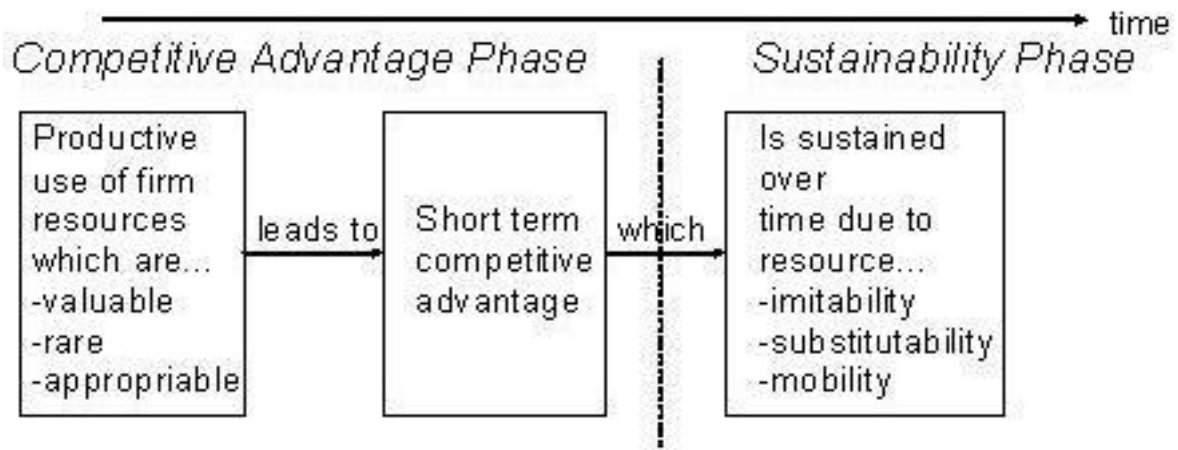 time
Competitive Advantage Phase
Sustainability Phase
Productive
use of firm
resources
which are...
-valuable
-rare
-appropriable
leads to
Short term
competitive
advantage
which
Is sustained
over
time due to
resource...
-imitability
-substitutability
-mobility